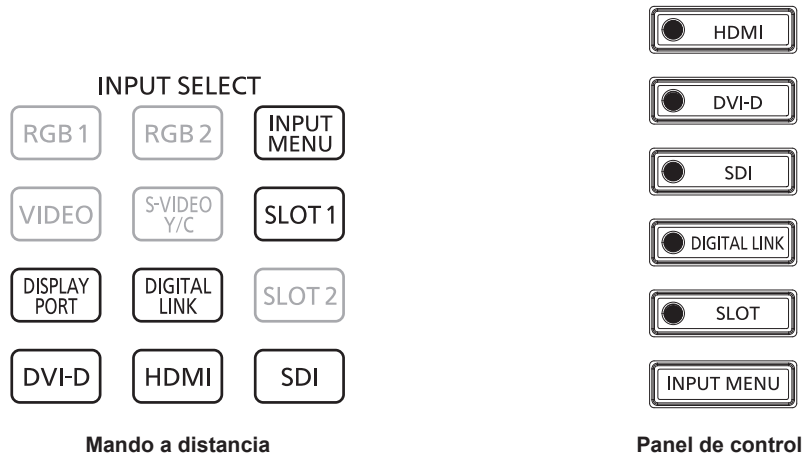 INPUT SELECT
RGB 1
RGB 2
INPUT
MENU
VIDEO
S-VIDEO
Y/C
SLOT 1
DISPLAY
PORT
DIGITAL
LINK
SLOT 2
DVI-D
HDMI
SDI
Mando a distancia
HDMI
DVI-D
SDI
DIGITAL LINK
SLOT
INPUT MENU
Panel de control